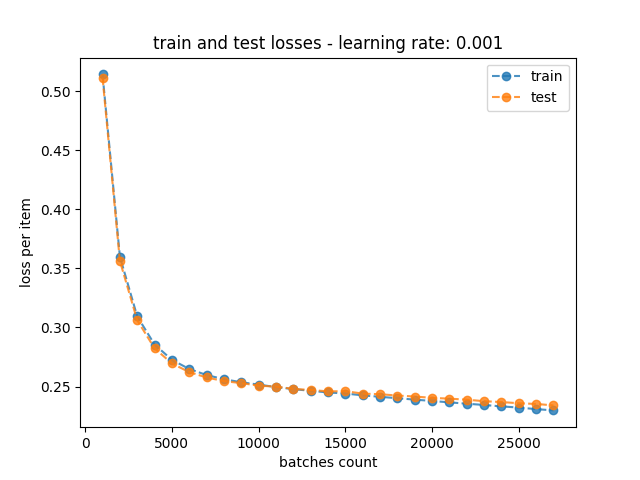 train and test losses - learning rate: 0.001
train
test
0.50
0.45
0.40
0.35
0.30
0.25
loss per item
0
5000
10000
15000
20000
25000
batches count